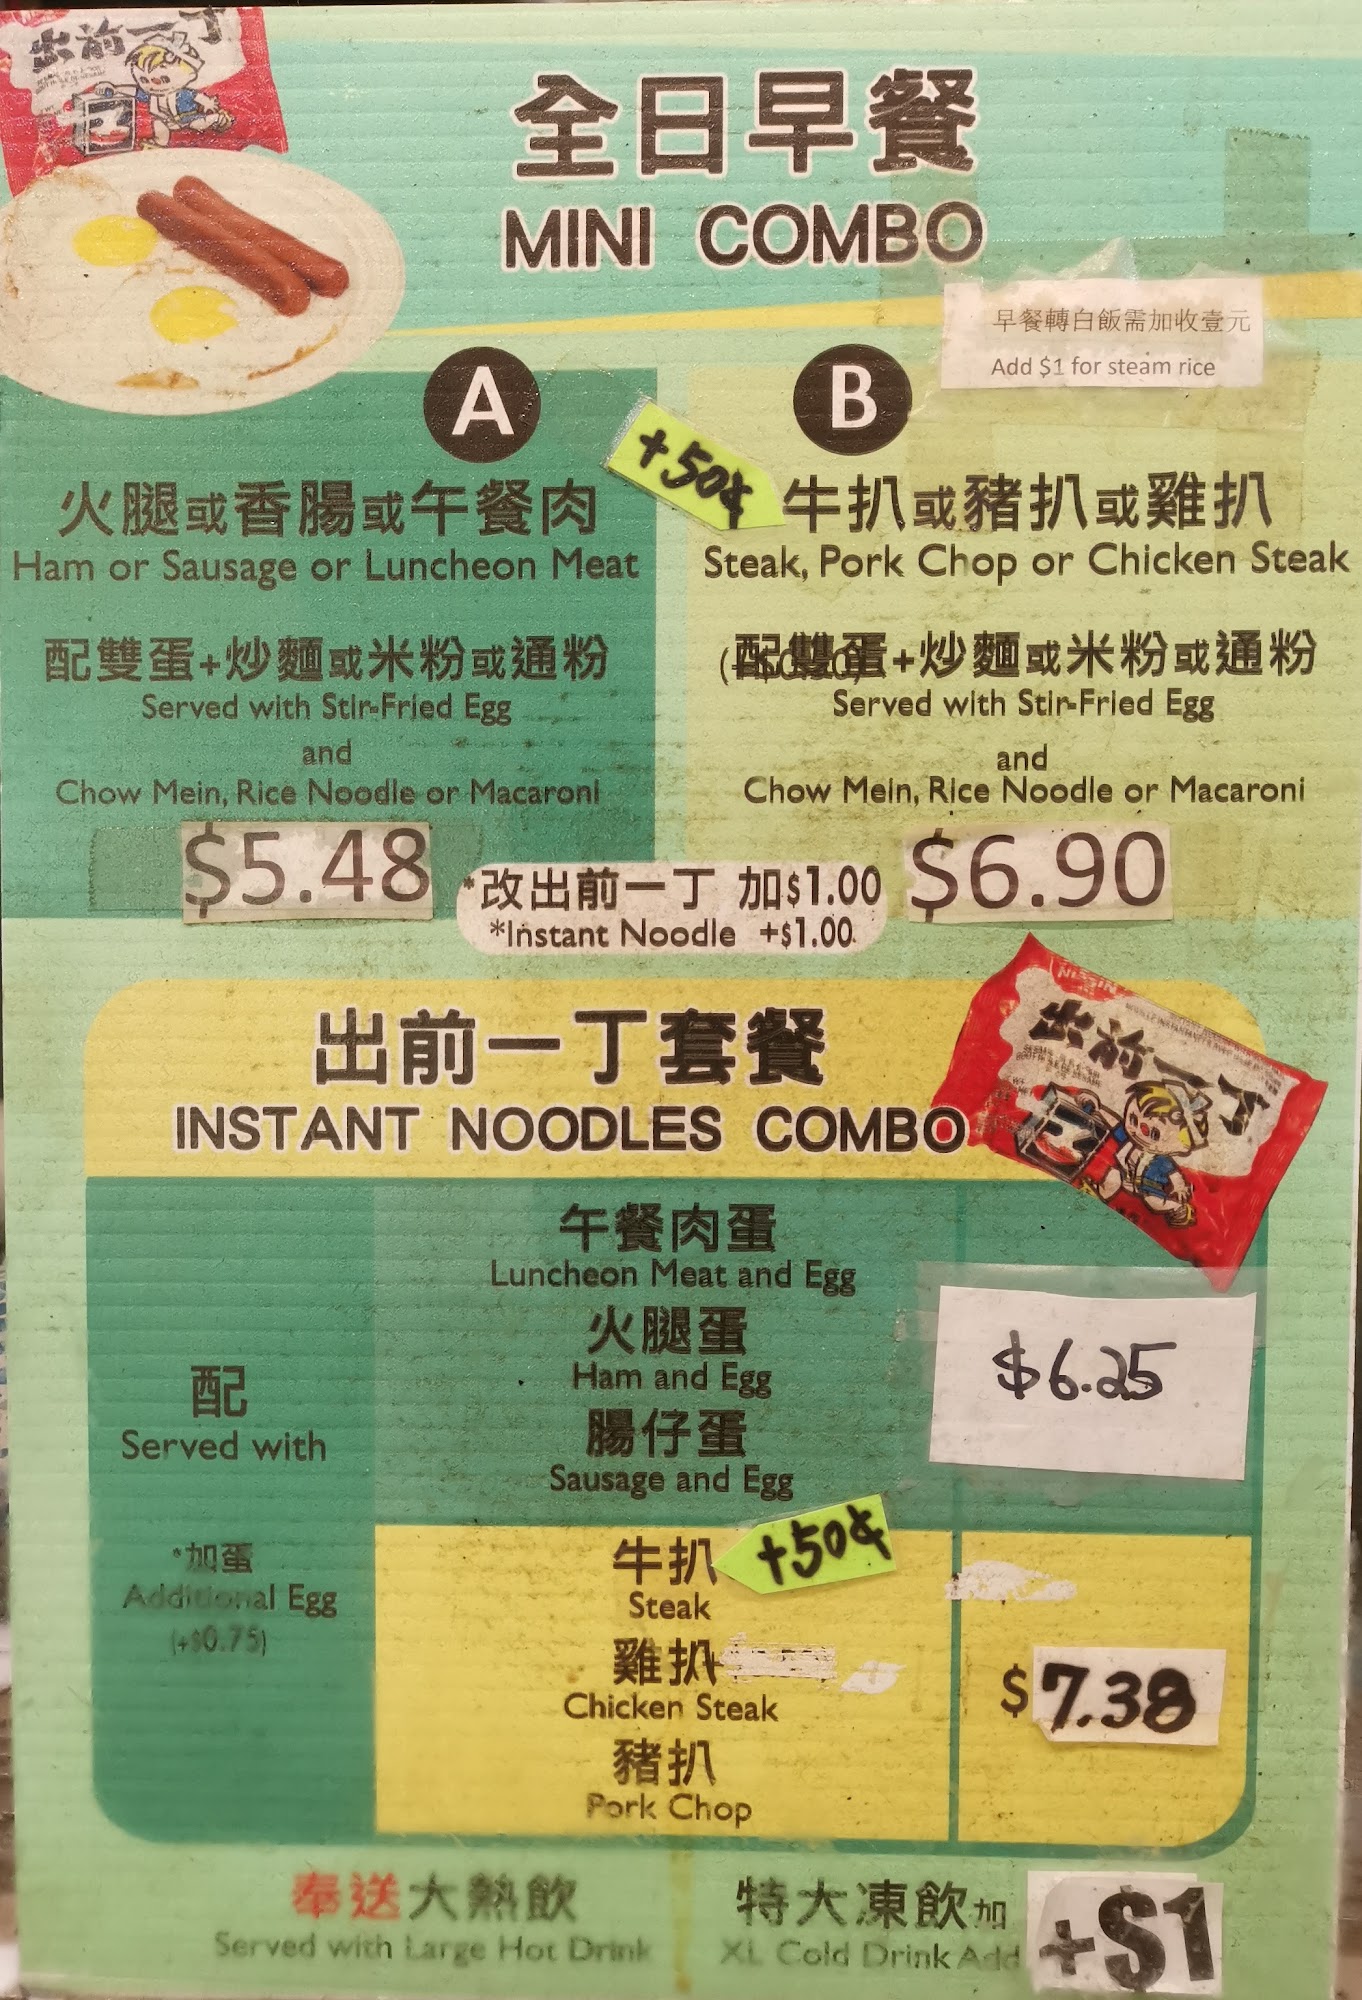 出前一丁
全日早餐
MINI COMBO
早餐轉白飯需加收壹元
Add $1 for steam rice
A
火腿或香腸或午餐肉
Ham or Sausage or Luncheon Meat
配雙蛋+炒麵或米粉或通粉
Served with Stir-Fried Egg
and
Chow Mein, Rice Noodle or Macaroni
$5.48
B
+50¢
牛扒或豬扒或雞扒
Steak, Pork Chop or Chicken Steak
配雙蛋+炒麵或米粉或通粉
Served with Stir-Fried Egg
and
Chow Mein, Rice Noodle or Macaroni
$6.90
*改出前一丁 加$1.00
*Instant Noodle +$1.00
出前一丁套餐
INSTANT NOODLES COMBO
NISSIN
出前一丁
配
Served with
*加蛋
Additional Egg
(+$0.75)
午餐肉蛋
Luncheon Meat and Egg
火腿蛋
Ham and Egg
腸仔蛋
Sausage and Egg
$6.25
牛扒 +50¢
Steak
雞扒
Chicken Steak
豬扒
Pork Chop
$7.38
奉送大熱飲
Served with Large Hot Drink
特大凍飲加 +$1
XL Cold Drink Add